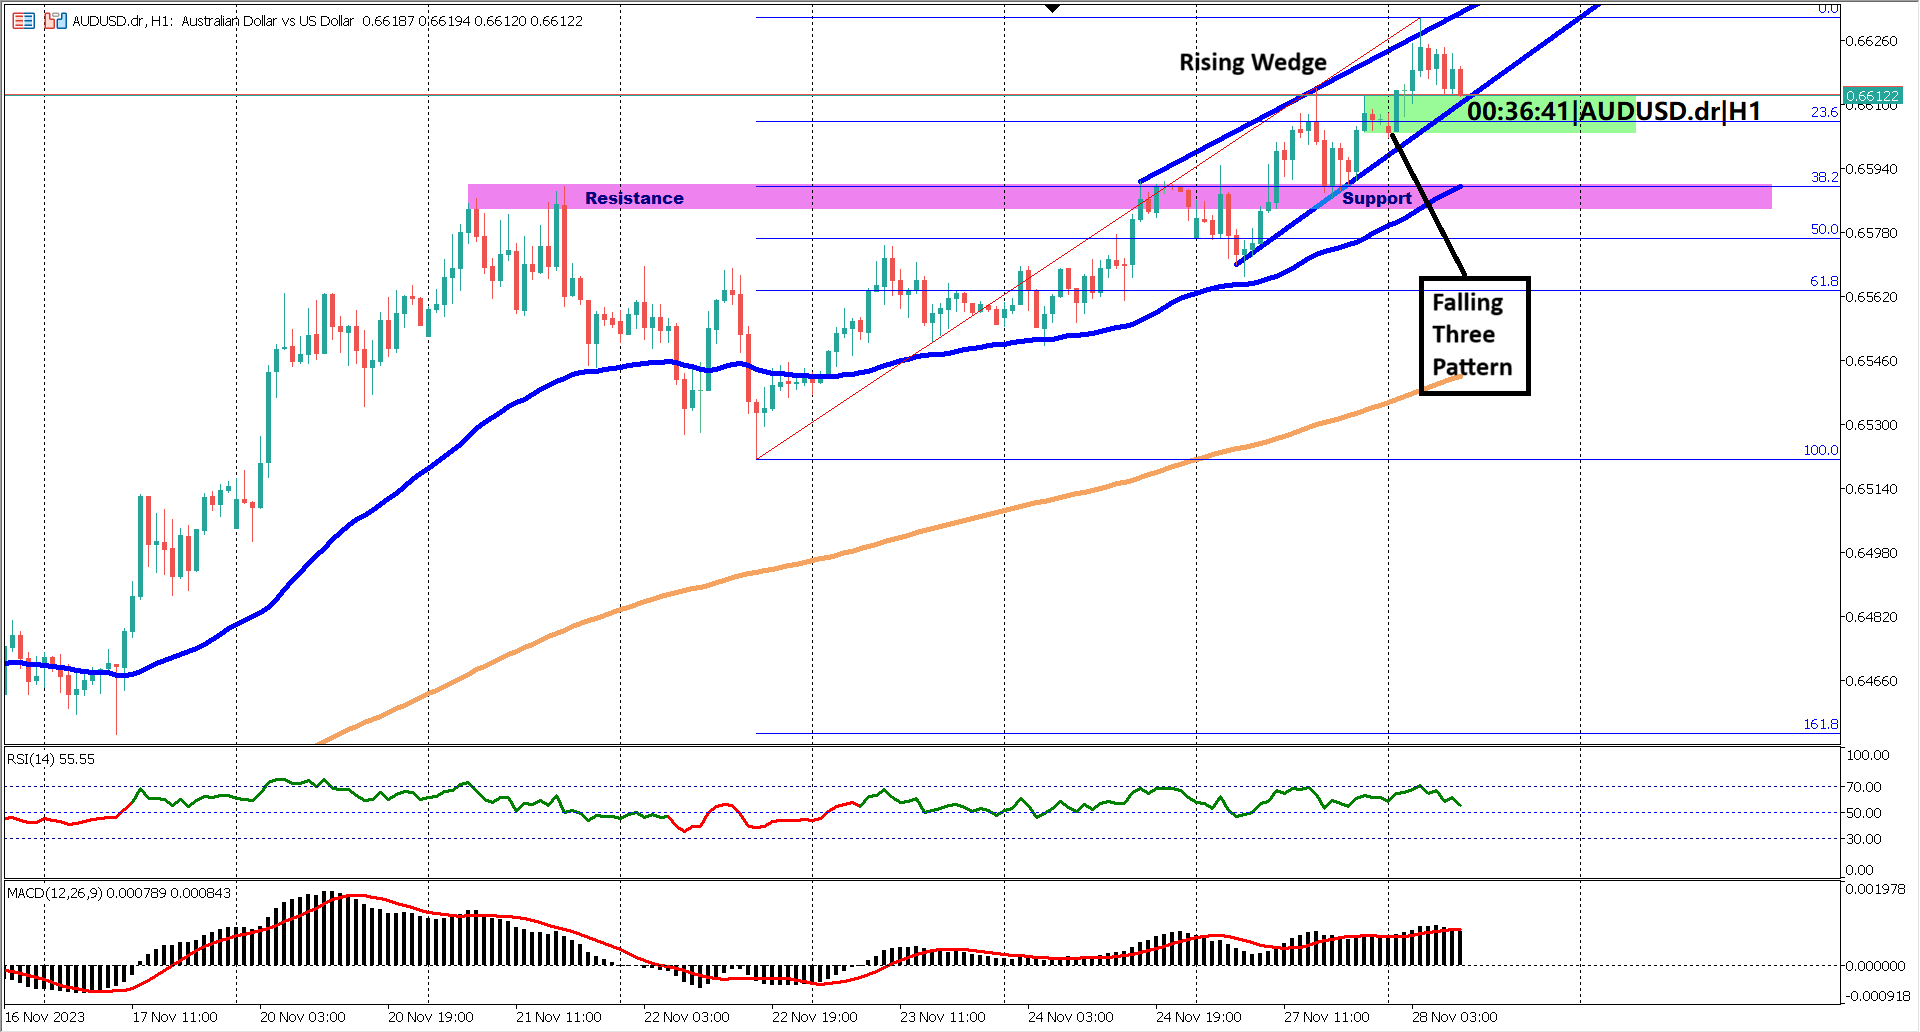 AUDUSD.dr, H1: Australian Dollar vs US Dollar 0.66187 0.66194 0.66120 0.66122
0.0
0.66260
Rising Wedge
0.66122
0.66100
23.6
00:36:41|AUDUSD.dr|H1
0.65940
38.2
Resistance
Support
0.65780
50.0
61.8
0.65620
Falling
Three
Pattern
0.65460
0.65300
100.0
0.65140
0.64980
0.64820
0.64660
161.8
RSI(14) 55.55
100.00
70.00
50.00
30.00
0.00
MACD(12,26,9) 0.000789 0.000843
0.001978
0.000000
-0.000918
16 Nov 2023
17 Nov 11:00
20 Nov 03:00
20 Nov 19:00
21 Nov 11:00
22 Nov 03:00
22 Nov 19:00
23 Nov 11:00
24 Nov 03:00
24 Nov 19:00
27 Nov 11:00
28 Nov 03:00